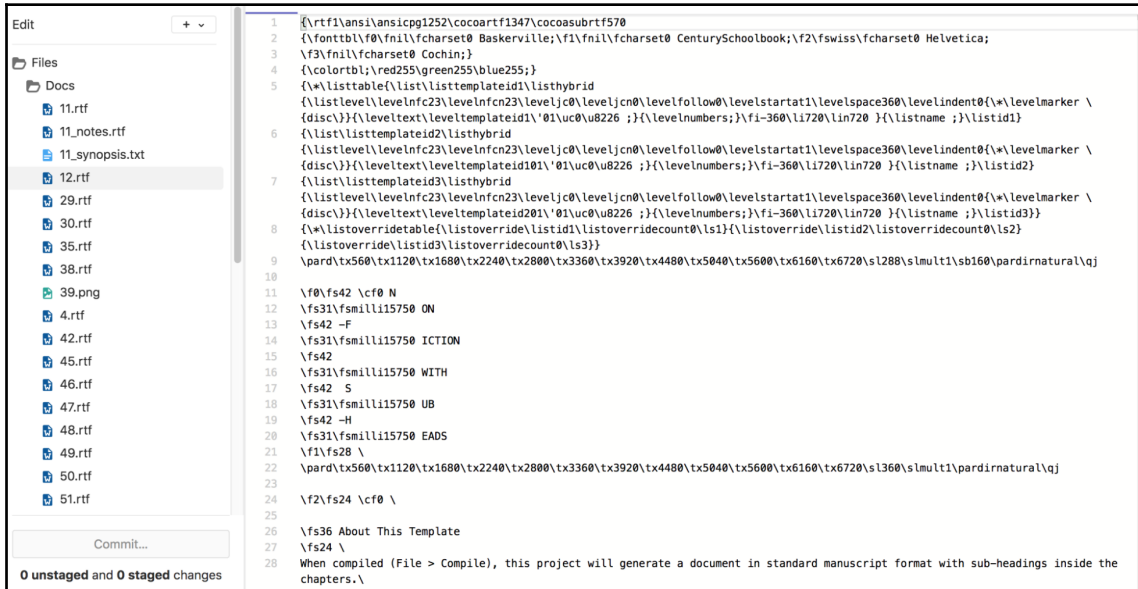 Edit
+
Files
Docs
11.rtf
11_notes.rtf
11_synopsis.txt
12.rtf
29.rtf
30.rtf
35.rtf
38.rtf
39.png
4.rtf
42.rtf
45.rtf
46.rtf
47.rtf
48.rtf
49.rtf
50.rtf
51.rtf
Commit...
0 unstaged and 0 staged changes
1 {\rtf1\ansi\ansicpg1252\cocoartf1347\cocoasubrtf570
2 {\fonttbl\f0\fnil\fcharset0 Baskerville;\f1\fnil\fcharset0 CenturySchoolbook;\f2\fswiss\fcharset0 Helvetica;
3 \f3\fnil\fcharset0 Cochin;}
4 {\colortbl;\red255\green255\blue255;}
5 {\*\listtable{\list\listtemplateid1\listhybrid
{\listlevel\levelnfc23\levelnfcn23\leveljc0\leveljcn0\levelfollow0\levelstartat1\levelspace360\levelindent0{\*\levelmarker \
{disc\}}{\leveltext\leveltemplateid1\'01\uc0\u8226 ;}{\levelnumbers;}\fi-360\li720\lin720 }{\listname ;}\listid1}
6 {\list\listtemplateid2\listhybrid
{\listlevel\levelnfc23\levelnfcn23\leveljc0\leveljcn0\levelfollow0\levelstartat1\levelspace360\levelindent0{\*\levelmarker \
{disc\}}{\leveltext\leveltemplateid101\'01\uc0\u8226 ;}{\levelnumbers;}\fi-360\li720\lin720 }{\listname ;}\listid2}
7 {\list\listtemplateid3\listhybrid
{\listlevel\levelnfc23\levelnfcn23\leveljc0\leveljcn0\levelfollow0\levelstartat1\levelspace360\levelindent0{\*\levelmarker \
{disc\}}{\leveltext\leveltemplateid201\'01\uc0\u8226 ;}{\levelnumbers;}\fi-360\li720\lin720 }{\listname ;}\listid3}}
8 {\*\listoverridetable{\listoverride\listid1\listoverridecount0\ls1}{\listoverride\listid2\listoverridecount0\ls2}
{\listoverride\listid3\listoverridecount0\ls3}}
9 \pard\tx560\tx1120\tx1680\tx2240\tx2800\tx3360\tx3920\tx4480\tx5040\tx5600\tx6160\tx6720\sl288\slmult1\sb160\pardirnatural\qj
10
11 \f0\fs42 \cf0 N
12 \fs31\fsmilli15750 ON
13 \fs42 -F
14 \fs31\fsmilli15750 ICTION
15 \fs42
16 \fs31\fsmilli15750 WITH
17 \fs42  S
18 \fs31\fsmilli15750 UB
19 \fs42 -H
20 \fs31\fsmilli15750 EADS
21 \f1\fs28 \
22 \pard\tx560\tx1120\tx1680\tx2240\tx2800\tx3360\tx3920\tx4480\tx5040\tx5600\tx6160\tx6720\sl360\slmult1\pardirnatural\qj
23
24 \f2\fs24 \cf0 \
25
26 \fs36 About This Template
27 \fs24 \
28 When compiled (File > Compile), this project will generate a document in standard manuscript format with sub-headings inside the
chapters.\